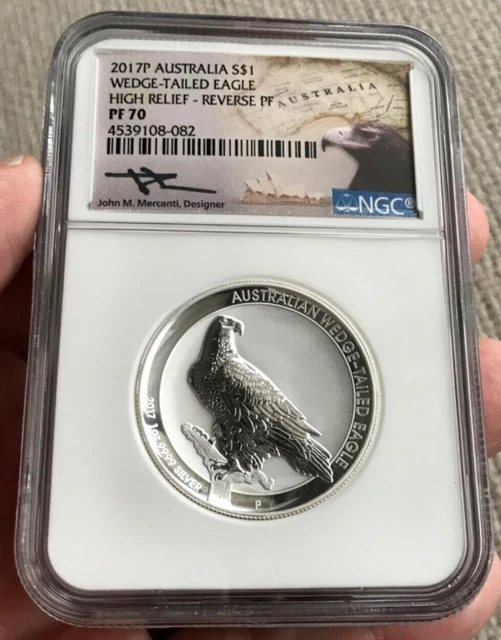 2017P AUSTRALIA S$1
WEDGE-TAILED EAGLE
HIGH RELIEF - REVERSE PF
PF 70
4539108-082
John M. Mercanti, Designer
AUSTRALIA
NGC®
AUSTRALIAN WEDGE-TAILED EAGLE
2017 1oz 9999 SILVER
P